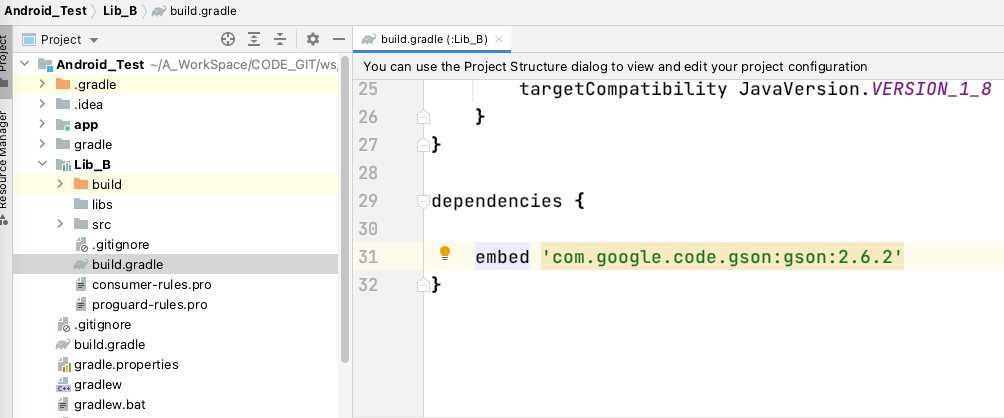 Android_Test Lib_B build.gradle
Project
build.gradle (:Lib_B)
You can use the Project Structure dialog to view and edit your project configuration
Project
Resource Manager
Android_Test ~/A_WorkSpace/CODE_GIT/ws
.gradle
.idea
app
gradle
Lib_B
build
libs
src
.gitignore
build.gradle
consumer-rules.pro
proguard-rules.pro
.gitignore
build.gradle
gradle.properties
gradlew
gradlew.bat
25 targetCompatibility JavaVersion.VERSION_1_8
26 }
27 }
28
29 dependencies {
30
31 embed 'com.google.code.gson:gson:2.6.2'
32 }